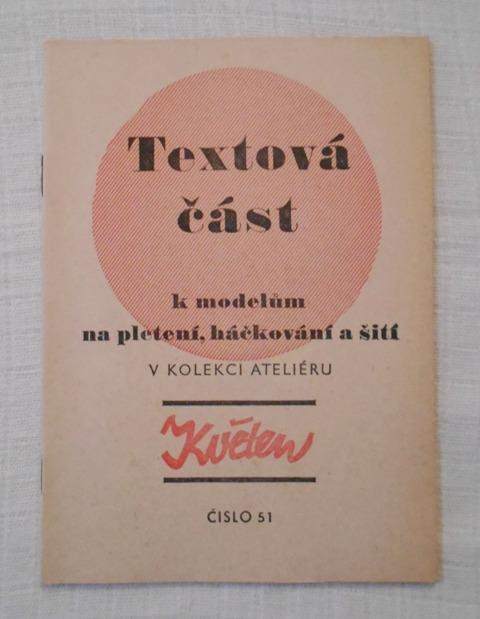 Textová
část
k modelům
na pletení, háčkování a šití
V KOLEKCI ATELIÉRU
Květen
ČISLO 51